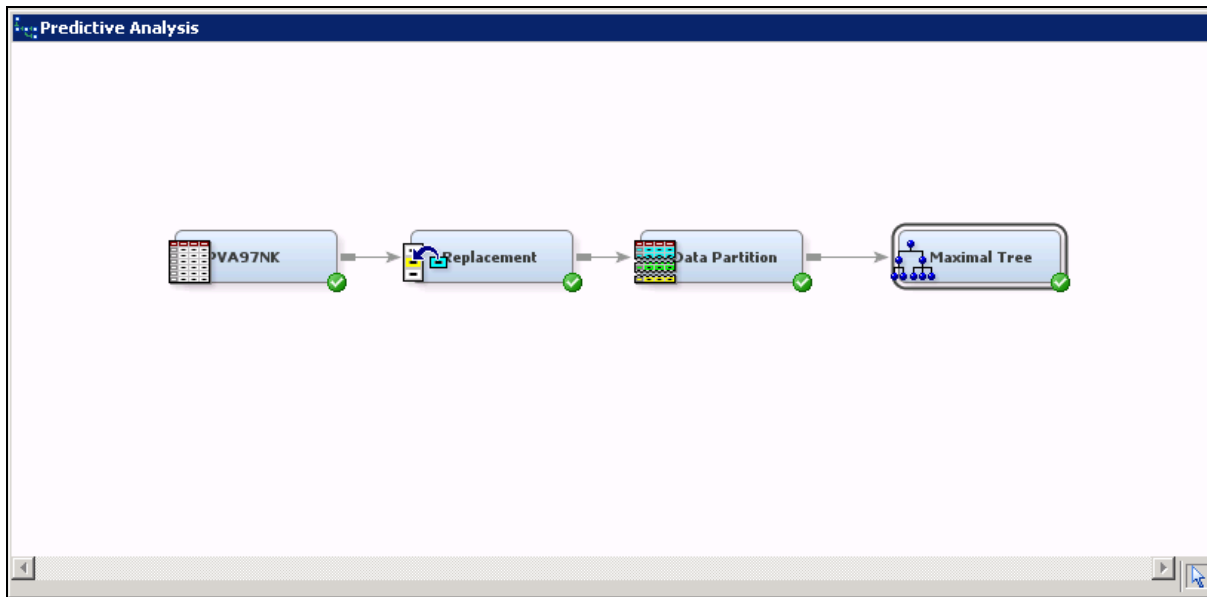 Predictive Analysis
PVA97NK
Replacement
Data Partition
Maximal Tree